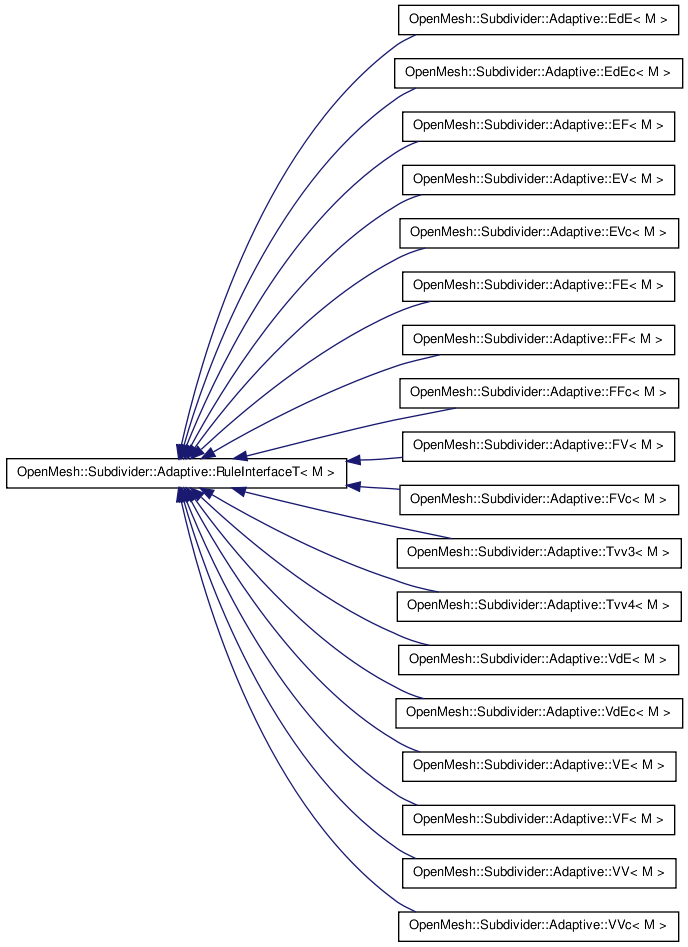 OpenMesh::Subdivider::Adaptive::EdE< M >
OpenMesh::Subdivider::Adaptive::EdEc< M >
OpenMesh::Subdivider::Adaptive::EF< M >
OpenMesh::Subdivider::Adaptive::EV< M >
OpenMesh::Subdivider::Adaptive::EVc< M >
OpenMesh::Subdivider::Adaptive::FE< M >
OpenMesh::Subdivider::Adaptive::FF< M >
OpenMesh::Subdivider::Adaptive::FFc< M >
OpenMesh::Subdivider::Adaptive::FV< M >
OpenMesh::Subdivider::Adaptive::RuleInterfaceT< M >
OpenMesh::Subdivider::Adaptive::FVc< M >
OpenMesh::Subdivider::Adaptive::Tvv3< M >
OpenMesh::Subdivider::Adaptive::Tvv4< M >
OpenMesh::Subdivider::Adaptive::VdE< M >
OpenMesh::Subdivider::Adaptive::VdEc< M >
OpenMesh::Subdivider::Adaptive::VE< M >
OpenMesh::Subdivider::Adaptive::VF< M >
OpenMesh::Subdivider::Adaptive::VV< M >
OpenMesh::Subdivider::Adaptive::VVc< M >